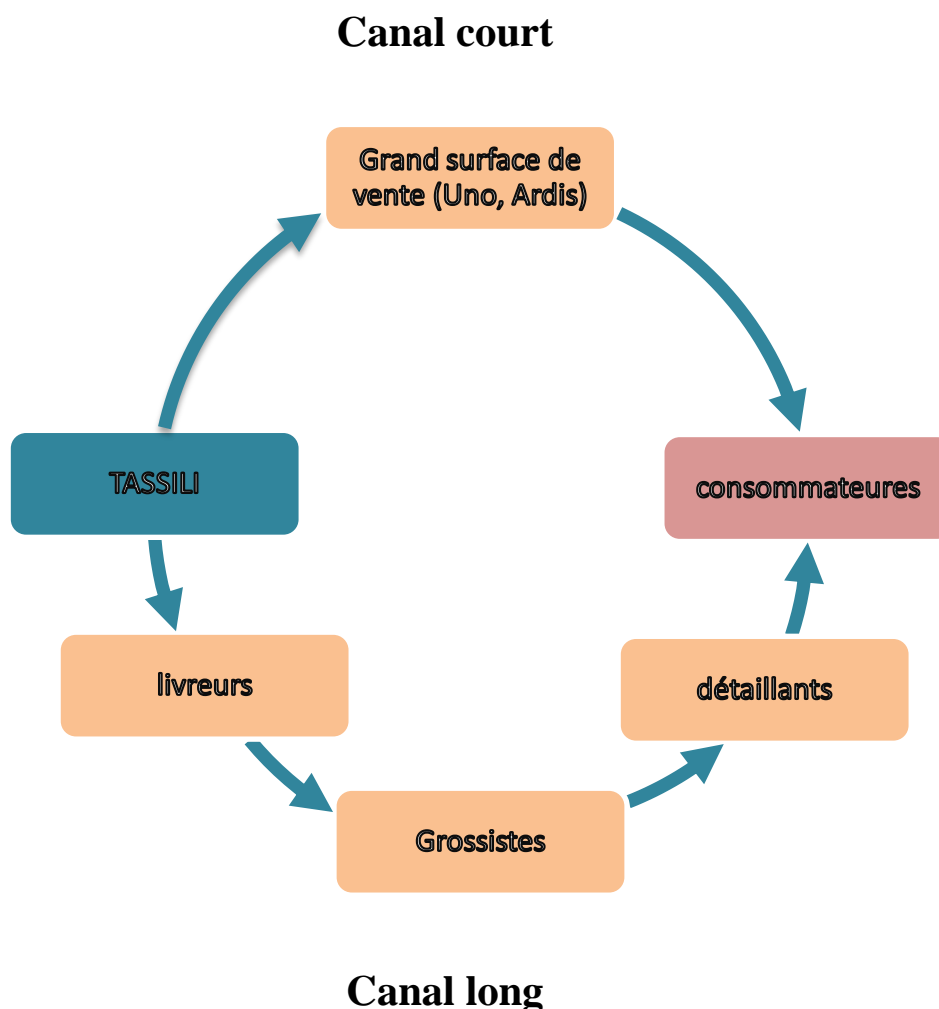 Canal court
Grand surface de
vente (Uno, Ardis)
TASSILI
consommateures
livreurs
détaillants
Grossistes
Canal long